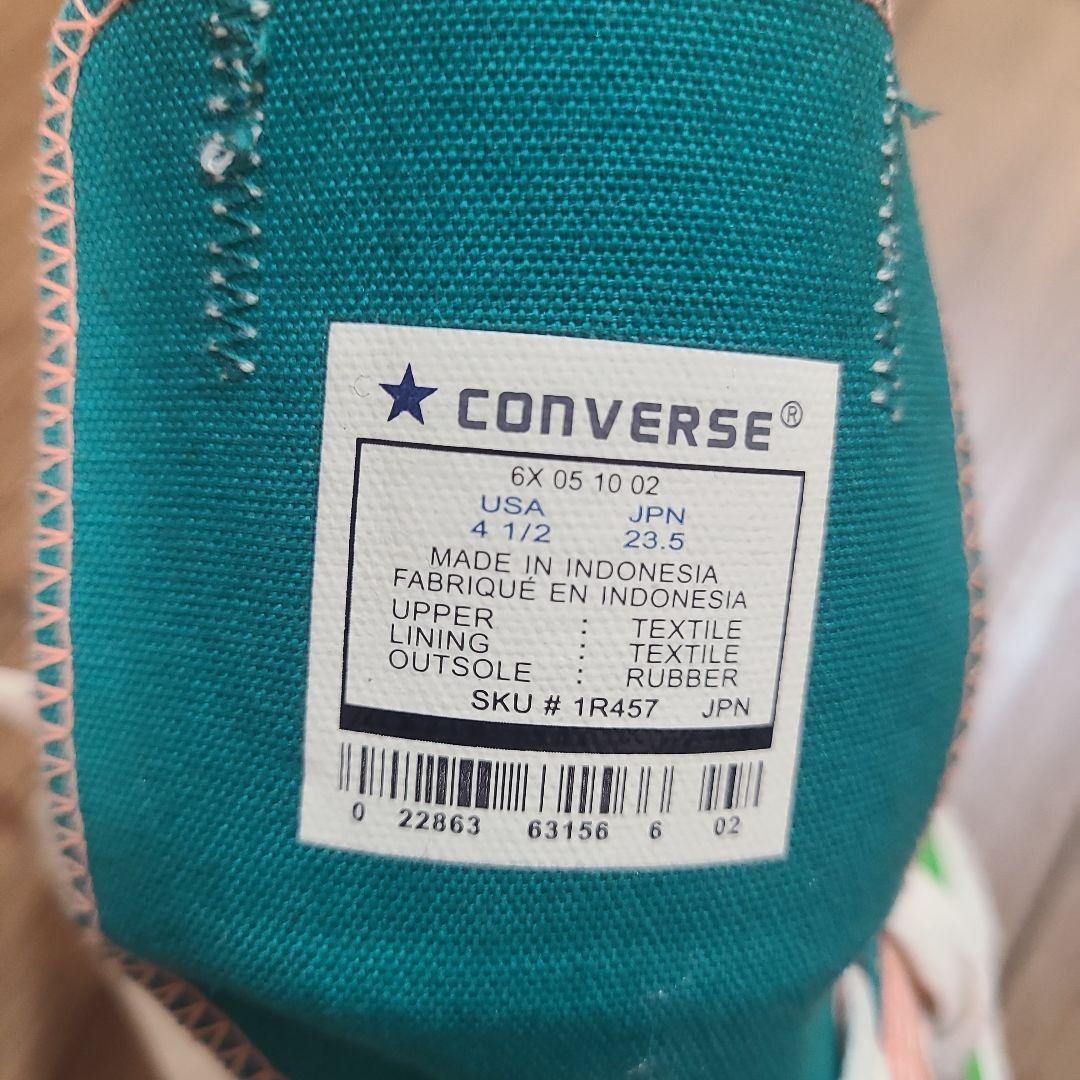 ★ CONVERSE®
6X 05 10 02
USA JPN
4 1/2 23.5
MADE IN INDONESIA
FABRIQUÉ EN INDONESIA
UPPER : TEXTILE
LINING : TEXTILE
OUTSOLE : RUBBER
SKU # 1R457 JPN
0 22863 63156 6 02